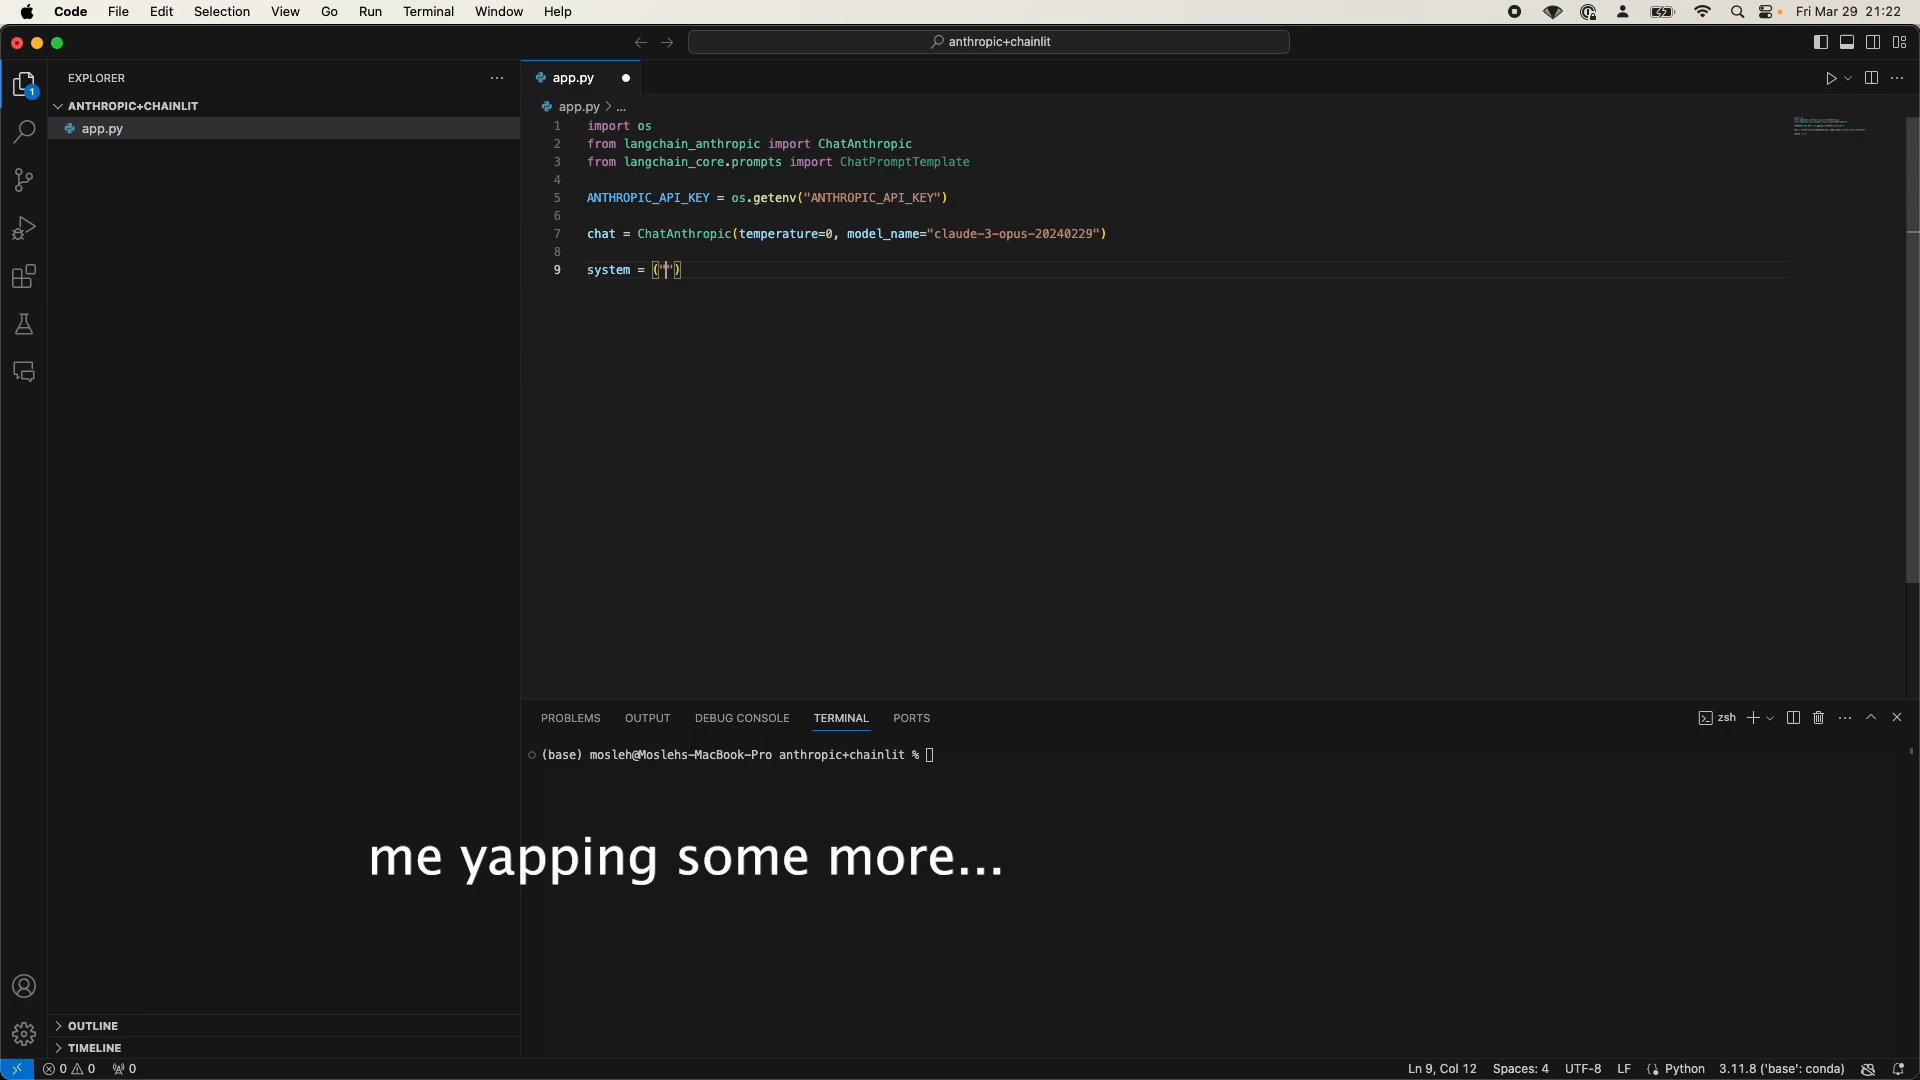 Code File Edit Selection View Go Run Terminal Window Help Fri Mar 29 21:22
anthropic+chainlit
EXPLORER
1
ANTHROPIC+CHAINLIT
app.py
OUTLINE
TIMELINE
app.py
app.py > ...
1 import os
2 from langchain_anthropic import ChatAnthropic
3 from langchain_core.prompts import ChatPromptTemplate
4
5 ANTHROPIC_API_KEY = os.getenv("ANTHROPIC_API_KEY")
6
7 chat = ChatAnthropic(temperature=0, model_name="claude-3-opus-20240229")
8
9 system = ("")
PROBLEMS OUTPUT DEBUG CONSOLE TERMINAL PORTS zsh
(base) mosleh@Moslehs-MacBook-Pro anthropic+chainlit %
me yapping some more...
0 0 0 Ln 9, Col 12 Spaces: 4 UTF-8 LF Python 3.11.8 ('base': conda)